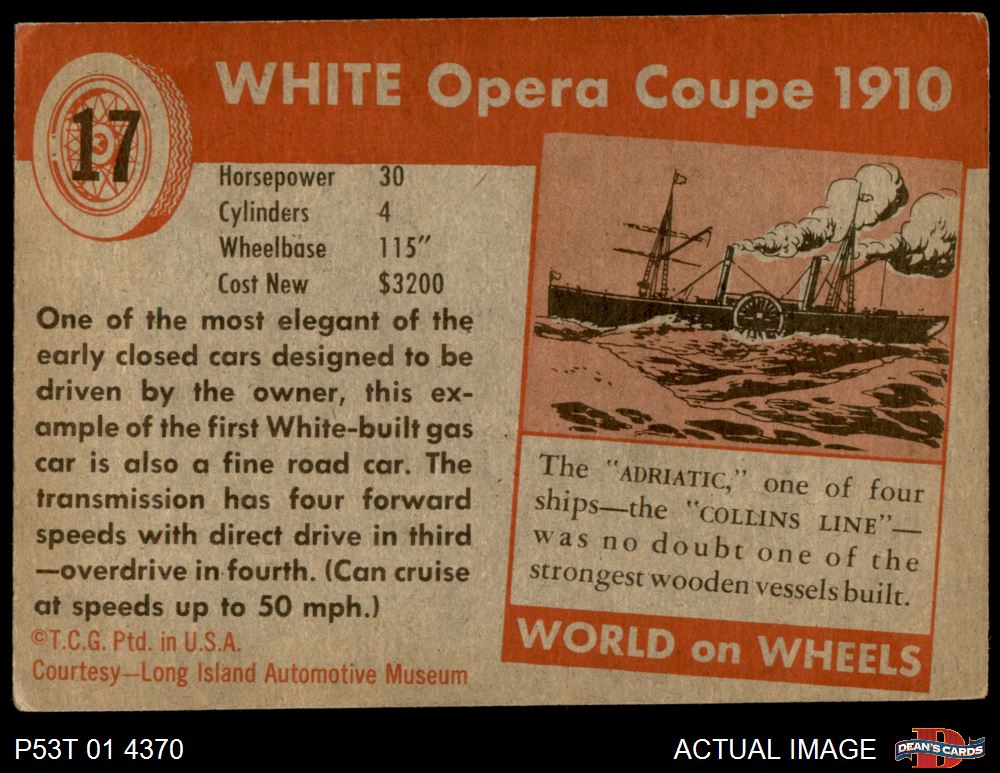 17
WHITE Opera Coupe 1910
Horsepower 30
Cylinders 4
Wheelbase 115"
Cost New $3200
One of the most elegant of the
early closed cars designed to be
driven by the owner, this ex-
ample of the first White-built gas
car is also a fine road car. The
transmission has four forward
speeds with direct drive in third
—overdrive in fourth. (Can cruise
at speeds up to 50 mph.)
©T.C.G. Ptd. in U.S.A.
Courtesy—Long Island Automotive Museum
The "ADRIATIC," one of four
ships—the "COLLINS LINE"—
was no doubt one of the
strongest wooden vessels built.
WORLD on WHEELS
P53T 01 4370
ACTUAL IMAGE
D
DEAN'S CARDS